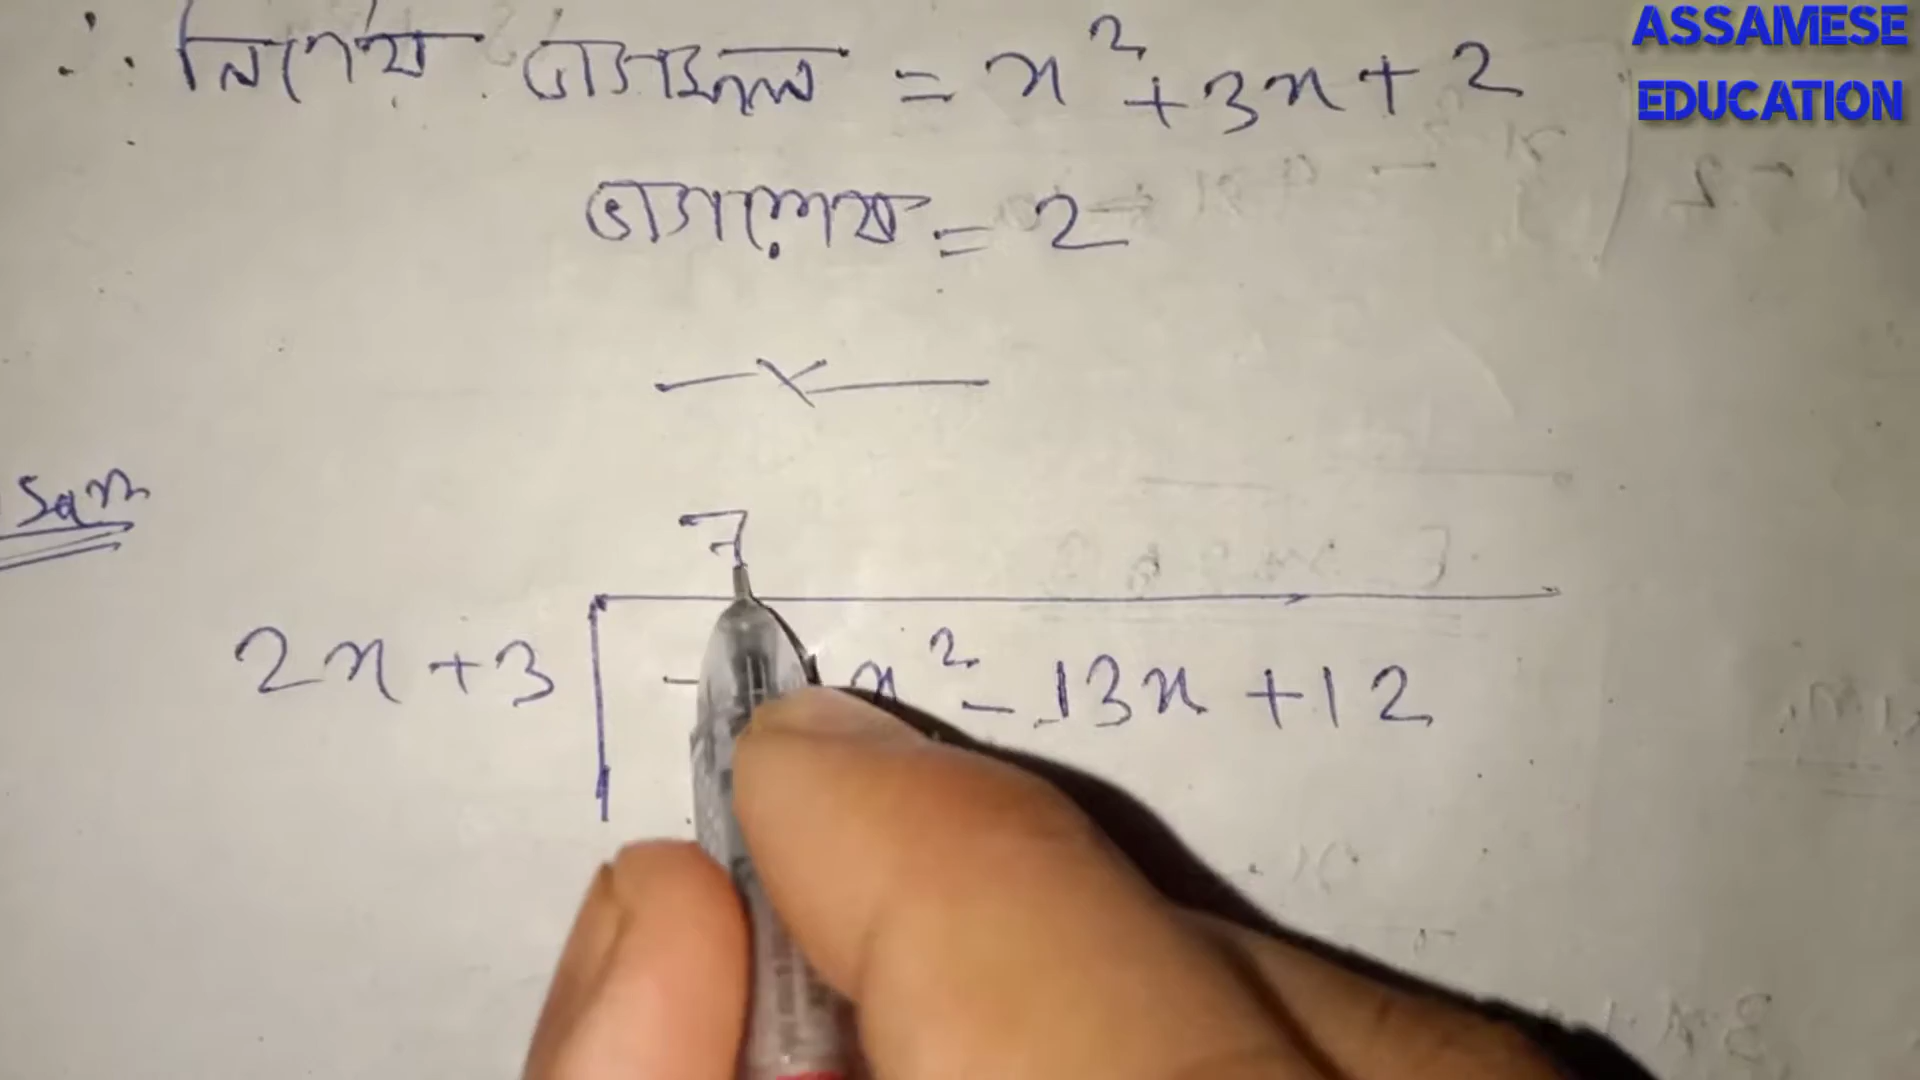 ∴ নিৰ্ণেয় ভাগফল = x² + 3x + 2
ASSAMESE
EDUCATION
ভাগশেষ = 2
Sam
7
2x + 3
x² - 13x + 12